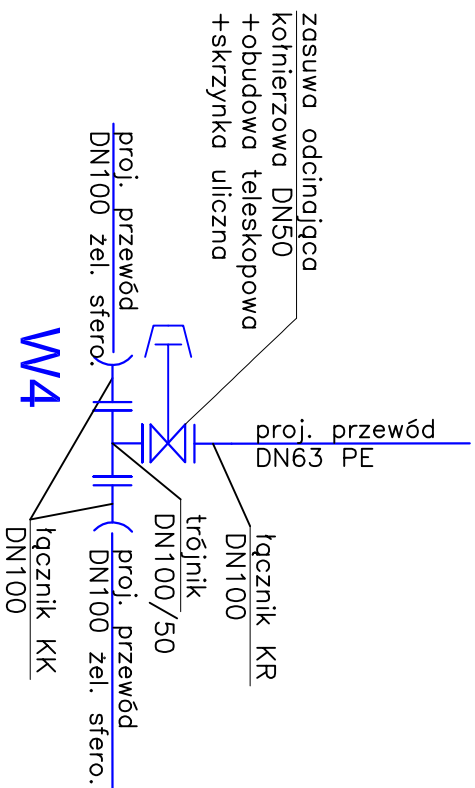 zasuwa odcinająca
kołnierzowa DN50
+obudowa teleskopowa
+skrzynka uliczna
proj. przewód
DN63 PE
łącznik KR
DN100
trójnik
DN100/50
proj. przewód
DN100 żel. sfero.
proj. przewód
DN100 żel. sfero.
łącznik KK
DN100
W4